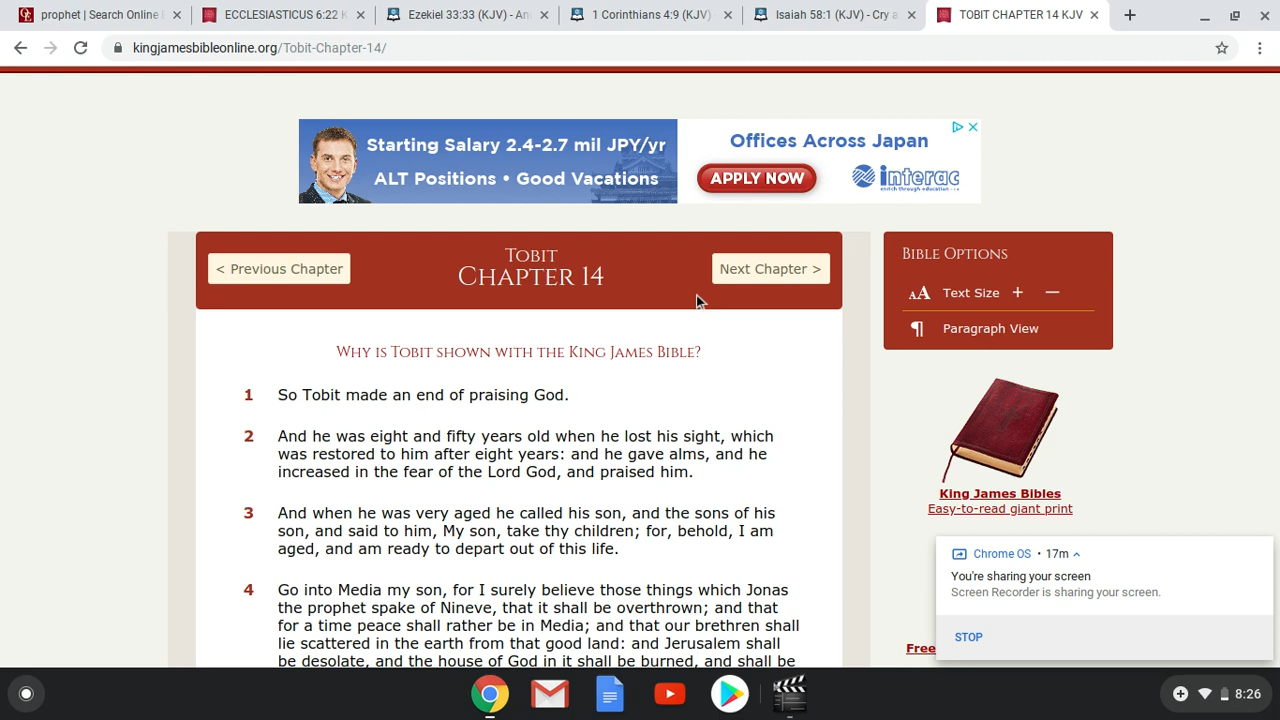 prophet | Search Online
ECCLESIASTICUS 6:22 K
Ezekiel 33:33 (KJV) - An
1 Corinthians 4:9 (KJV) -
Isaiah 58:1 (KJV) - Cry a
TOBIT CHAPTER 14 KJV
kingjamesbibleonline.org/Tobit-Chapter-14/
Starting Salary 2.4-2.7 mil JPY/yr
ALT Positions • Good Vacations
Offices Across Japan
APPLY NOW
interac
enrich through education
< Previous Chapter
Tobit
Chapter 14
Next Chapter >
Bible Options
AA Text Size + —
¶ Paragraph View
Why is Tobit shown with the King James Bible?
1 So Tobit made an end of praising God.
2 And he was eight and fifty years old when he lost his sight, which
was restored to him after eight years: and he gave alms, and he
increased in the fear of the Lord God, and praised him.
3 And when he was very aged he called his son, and the sons of his
son, and said to him, My son, take thy children; for, behold, I am
aged, and am ready to depart out of this life.
4 Go into Media my son, for I surely believe those things which Jonas
the prophet spake of Nineve, that it shall be overthrown; and that
for a time peace shall rather be in Media; and that our brethren shall
lie scattered in the earth from that good land: and Jerusalem shall
be desolate, and the house of God in it shall be burned, and shall be
King James Bibles
Easy-to-read giant print
Chrome OS • 17m
You're sharing your screen
Screen Recorder is sharing your screen.
STOP
Free
8:26